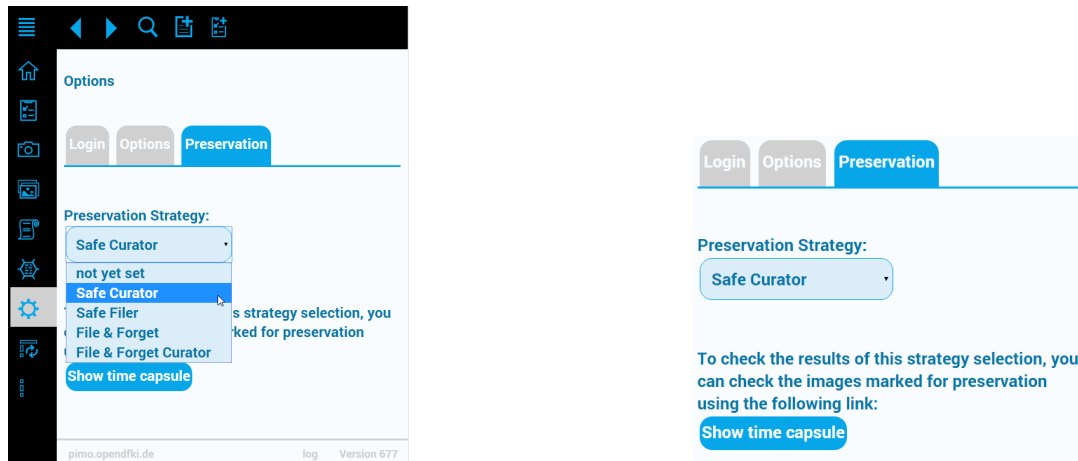 Options
Login Options Preservation
Preservation Strategy:
Safe Curator
not yet set
Safe Curator
Safe Filer
File & Forget
File & Forget Curator
s strategy selection, you
ked for preservation
Show time capsule
pimo.opendfki.de log Version 677
Login Options Preservation
Preservation Strategy:
Safe Curator
To check the results of this strategy selection, you
can check the images marked for preservation
using the following link:
Show time capsule